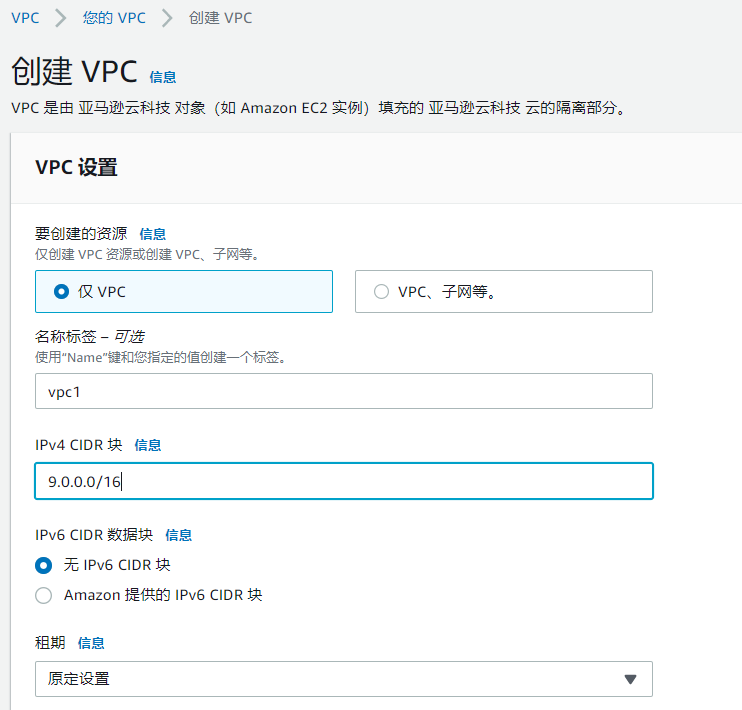 VPC > 您的 VPC > 创建 VPC
创建 VPC 信息
VPC 是由 亚马逊云科技 对象（如 Amazon EC2 实例）填充的 亚马逊云科技 云的隔离部分。
VPC 设置
要创建的资源 信息
仅创建 VPC 资源或创建 VPC、子网等。
仅 VPC VPC、子网等。
名称标签 – 可选
使用“Name”键和您指定的值创建一个标签。
vpc1
IPv4 CIDR 块 信息
9.0.0.0/16
IPv6 CIDR 数据块 信息
无 IPv6 CIDR 块
Amazon 提供的 IPv6 CIDR 块
租期 信息
原定设置